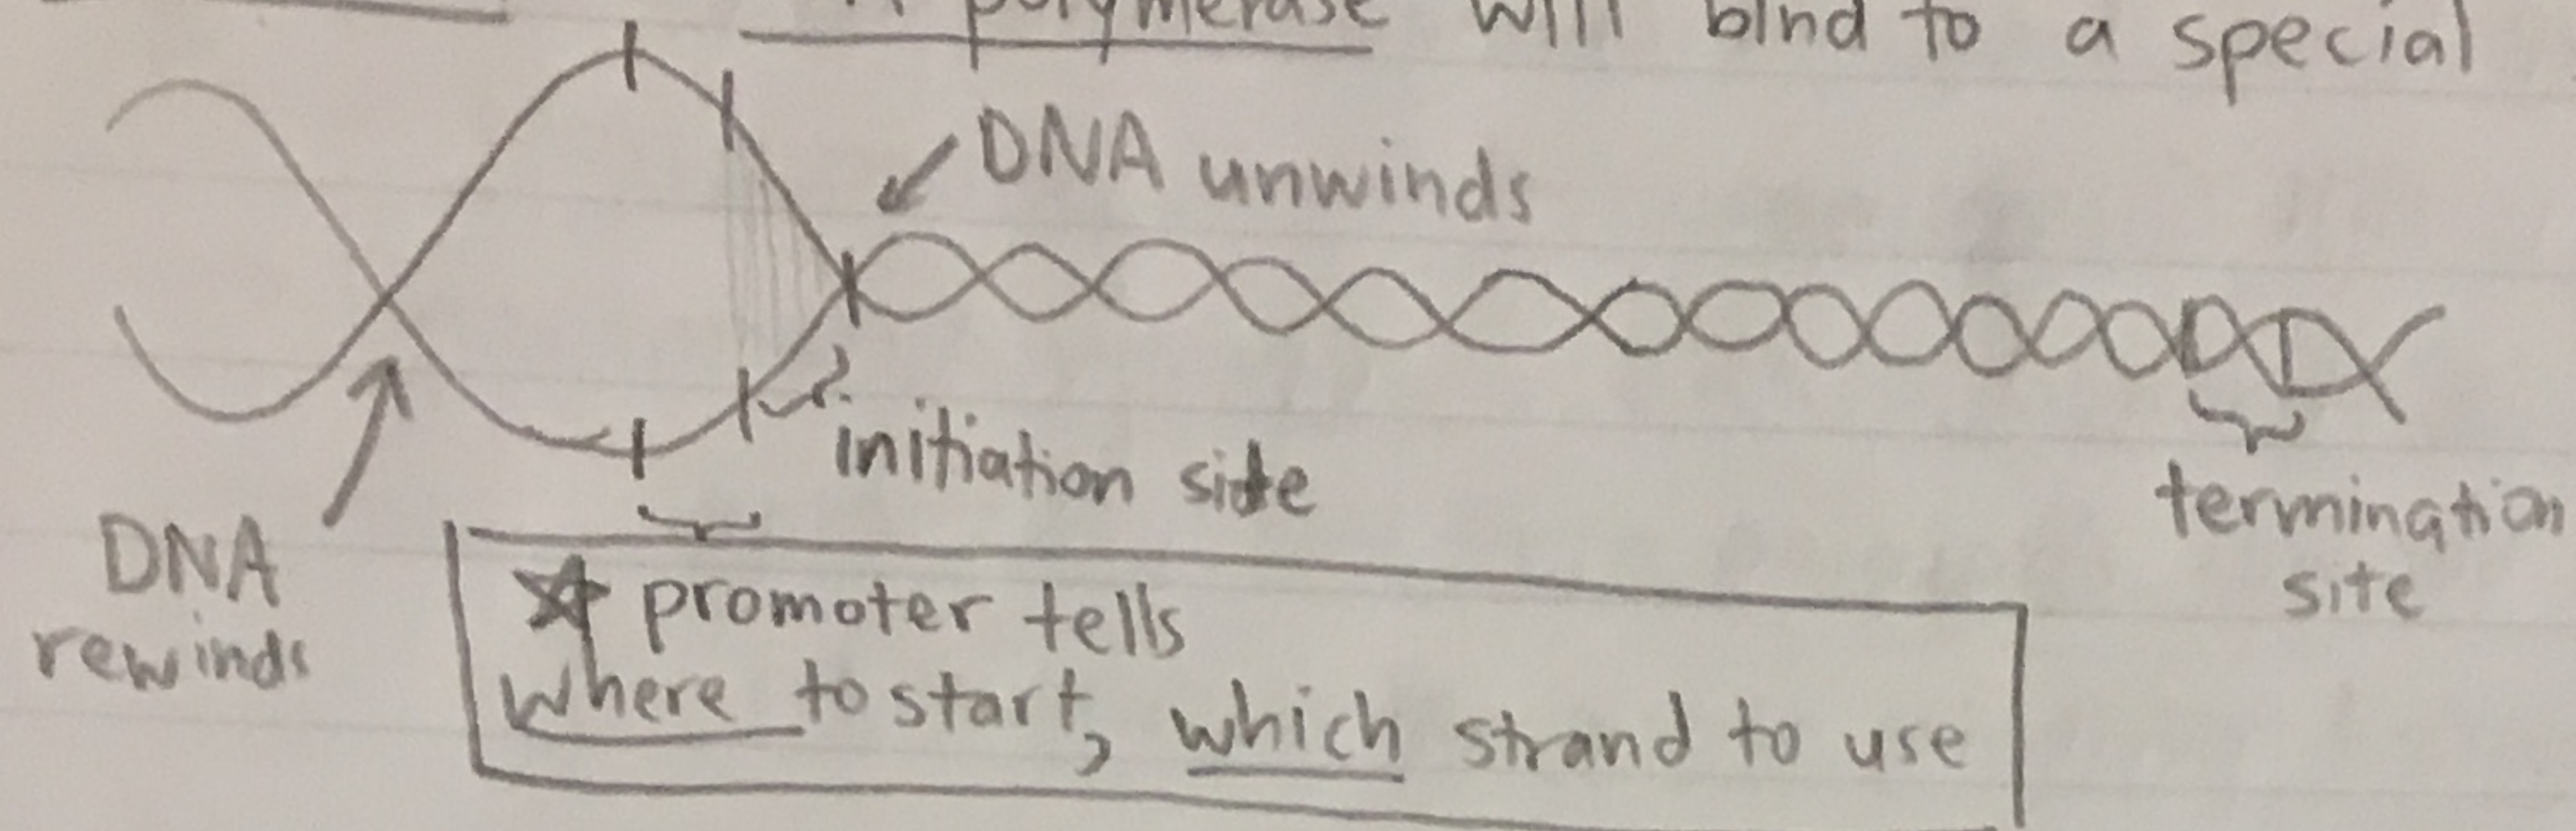 polymerase will bind to a special
DNA unwinds
initiation site
termination
site
DNA
rewinds
☆ promoter tells
where to start, which strand to use